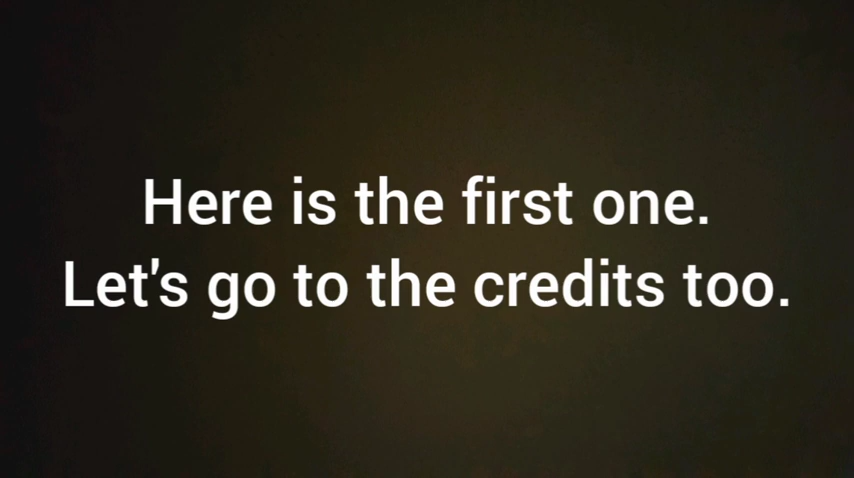 Here is the first one.
Let's go to the credits too.